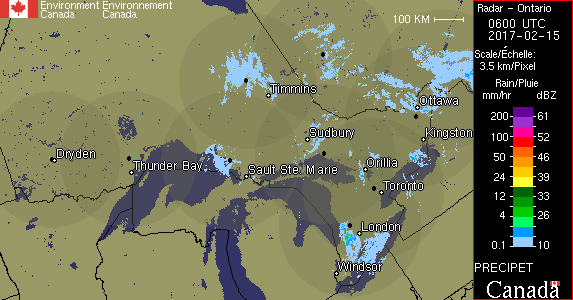 Environment Environnement
Canada Canada
100 KM
Timmins
Ottawa
Sudbury
Kingston
Dryden
Thunder Bay
Sault Ste. Marie
Orillia
Toronto
London
Windsor
Radar - Ontario
0600 UTC
2017-02-15
Scale/Échelle:
3.5 km/Pixel
Rain/Pluie
mm/hr dBZ
200 61
100 52
50 46
24 39
12 33
4 26
0.1 10
PRECIPET
Canada